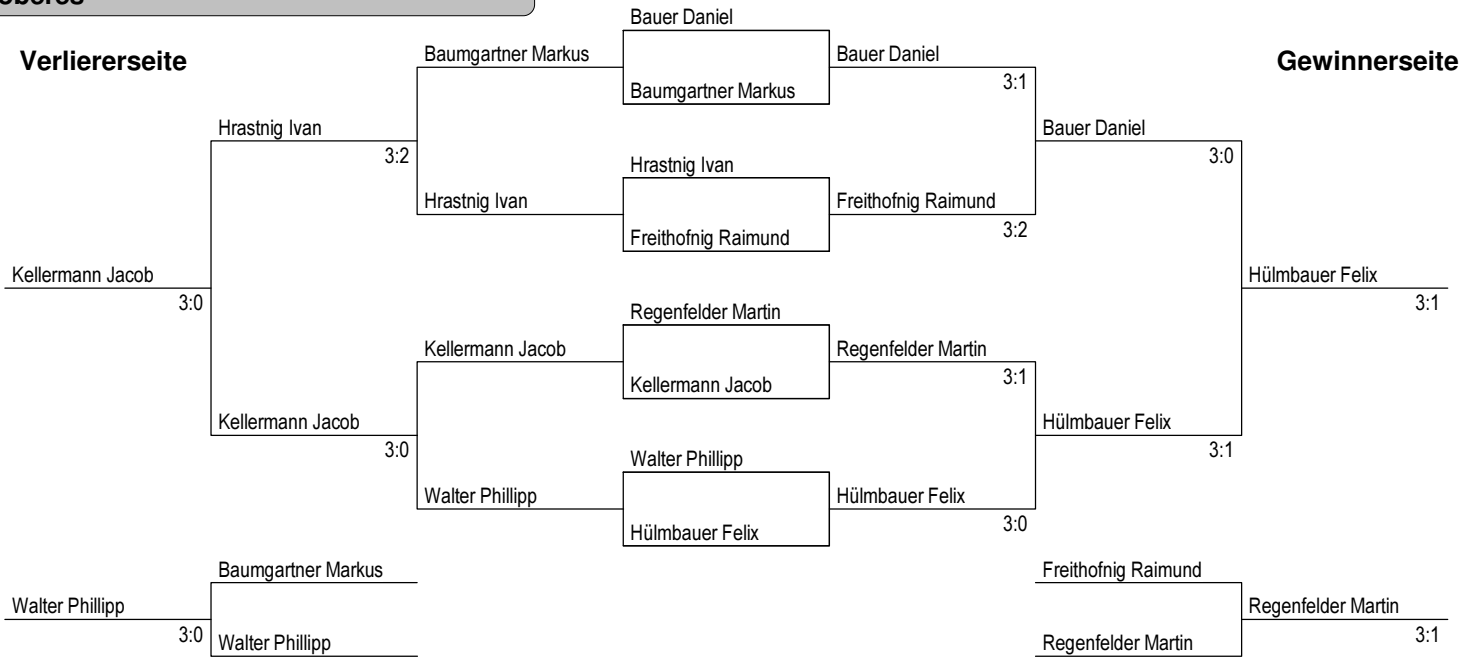 oberes
Verliererseite
Gewinnerseite
Bauer Daniel
Baumgartner Markus
Bauer Daniel
3:1
Baumgartner Markus
Hrastnig Ivan
3:2
Bauer Daniel
3:0
Hrastnig Ivan
Hrastnig Ivan
Freithofnig Raimund
3:2
Freithofnig Raimund
Kellermann Jacob
3:0
Hülmbauer Felix
3:1
Regenfelder Martin
Kellermann Jacob
Regenfelder Martin
3:1
Kellermann Jacob
Kellermann Jacob
3:0
Hülmbauer Felix
3:1
Walter Phillipp
Walter Phillipp
Hülmbauer Felix
3:0
Hülmbauer Felix
Baumgartner Markus
Freithofnig Raimund
Walter Phillipp
3:0
Regenfelder Martin
3:1
Walter Phillipp
Regenfelder Martin